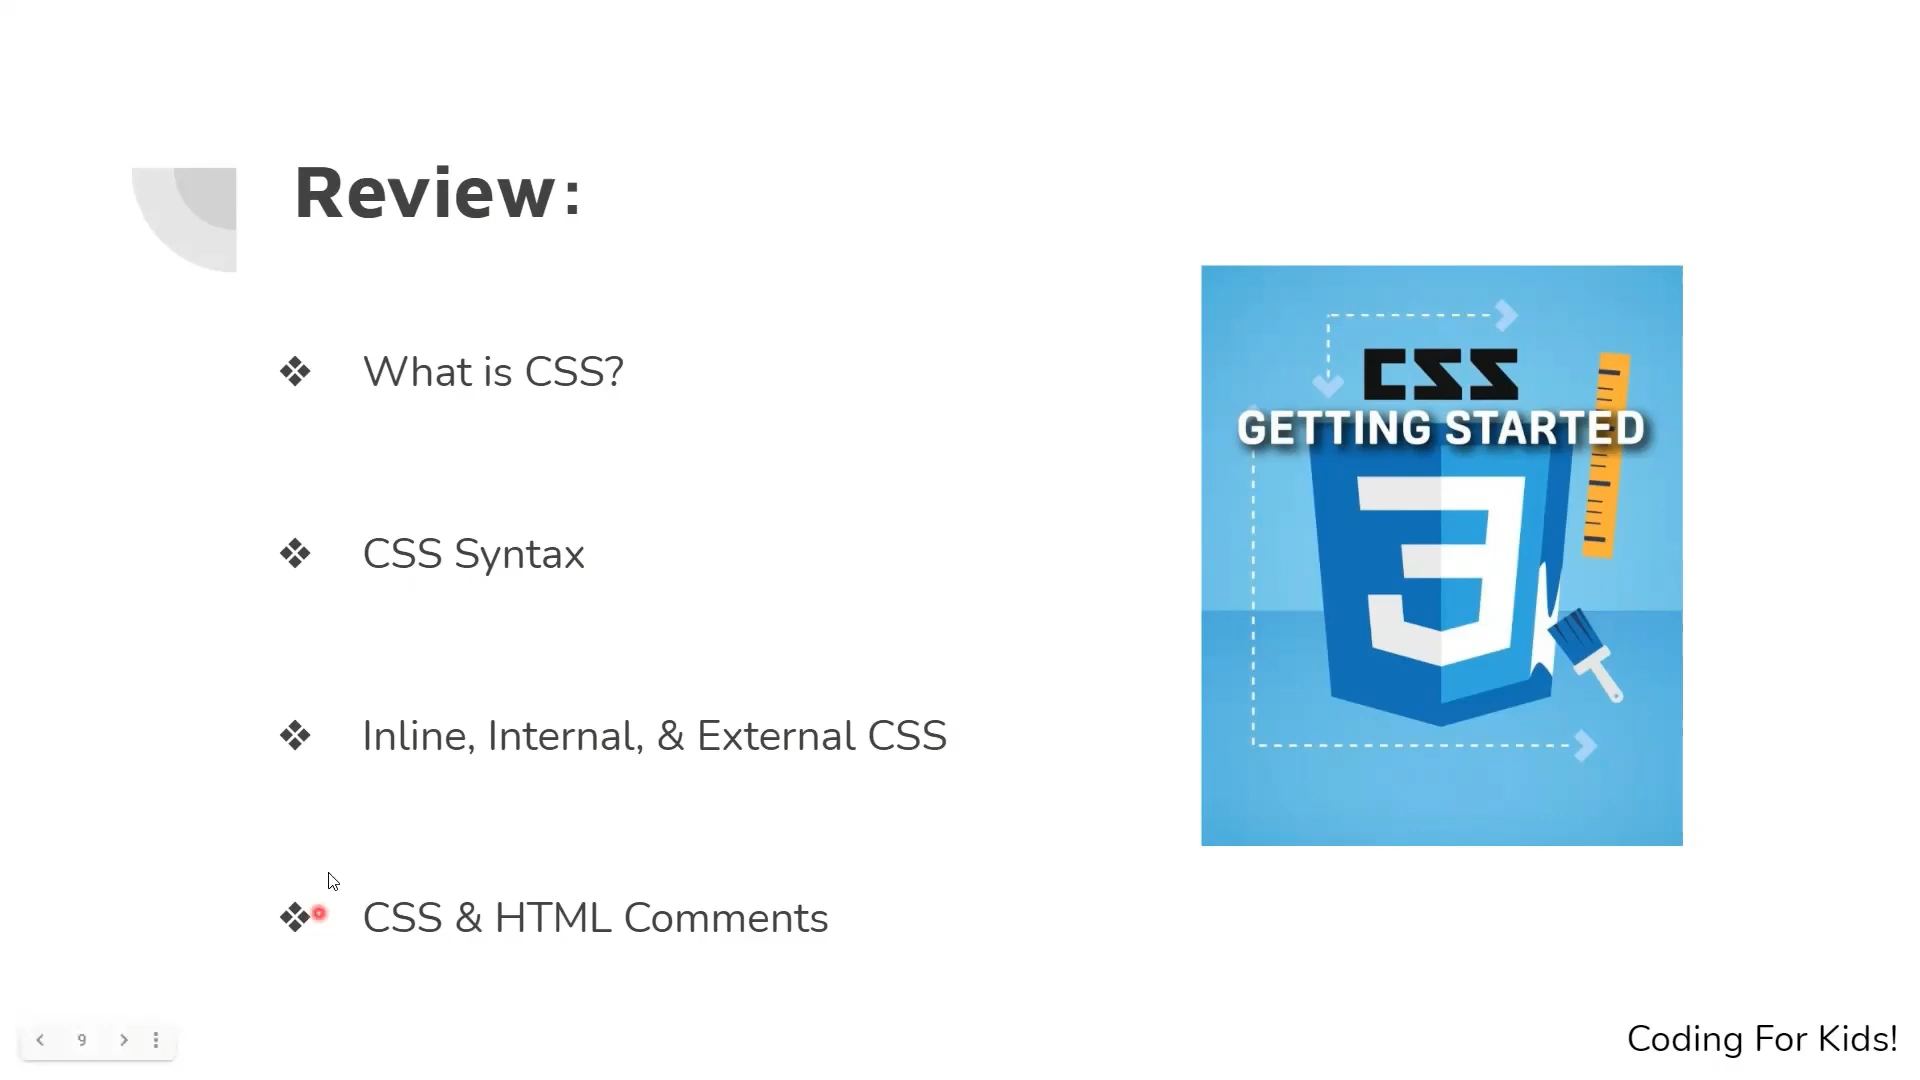 Review:
What is CSS?
CSS Syntax
Inline, Internal, & External CSS
CSS & HTML Comments
CSS
GETTING STARTED
3
9
Coding For Kids!